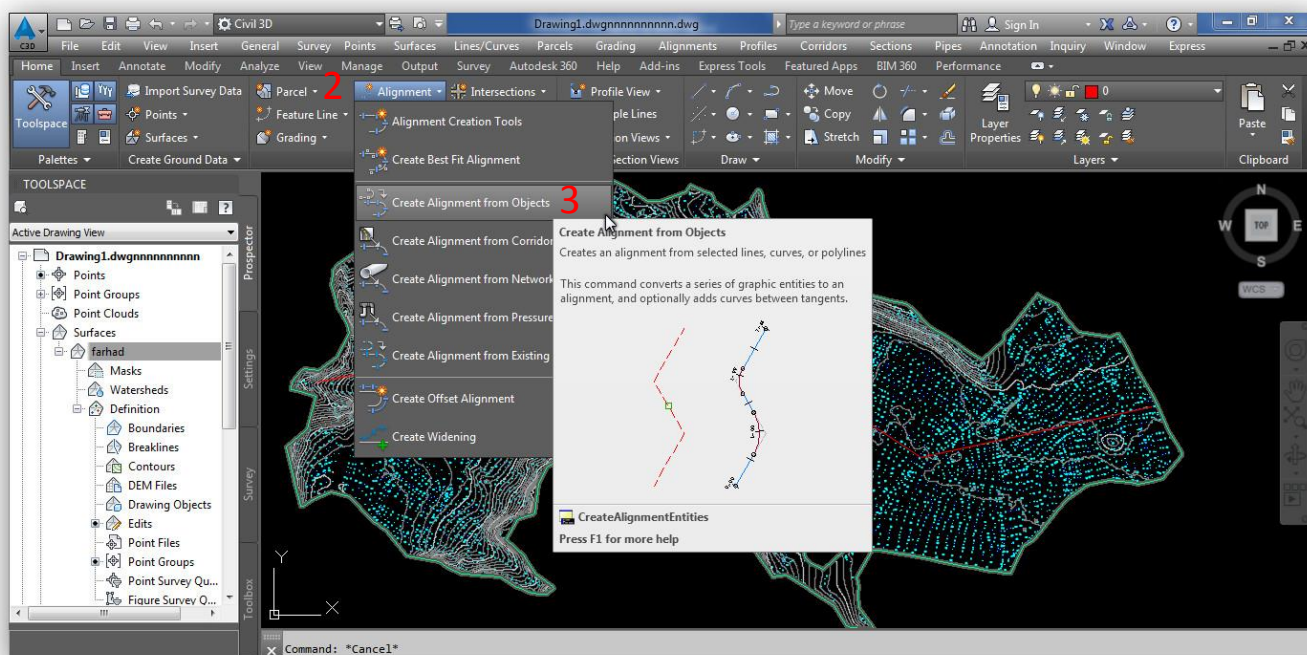 Civil 3D Drawing1.dwgnnnnnnnnnn.dwg Type a keyword or phrase Sign In
C3D File Edit View Insert General Survey Points Surfaces Lines/Curves Parcels Grading Alignments Profiles Corridors Sections Pipes Annotation Inquiry Window Express
Home Insert Annotate Modify Analyze View Manage Output Survey Autodesk 360 Help Add-ins Express Tools Featured Apps BIM 360 Performance
2
Import Survey Data Parcel Alignment Intersections Profile View Move 0
Toolspace Points Feature Line ple Lines Copy Layer Properties Paste
Surfaces Grading on Views Stretch
Palettes Create Ground Data Section Views Draw Modify Layers Clipboard
Alignment Creation Tools
Create Best Fit Alignment
Create Alignment from Objects 3
Create Alignment from Corridor
Create Alignment from Network
Create Alignment from Pressure
Create Alignment from Existing
Create Offset Alignment
Create Widening
Create Alignment from Objects
Creates an alignment from selected lines, curves, or polylines
This command converts a series of graphic entities to an
alignment, and optionally adds curves between tangents.
CreateAlignmentEntities
Press F1 for more help
TOOLSPACE
Active Drawing View
Drawing1.dwgnnnnnnnnnn
Points
Point Groups
Point Clouds
Surfaces
farhad
Masks
Watersheds
Definition
Boundaries
Breaklines
Contours
DEM Files
Drawing Objects
Edits
Point Files
Point Groups
Point Survey Qu...
Figure Survey Q...
Prospector
Settings
Survey
Toolbox
N
W TOP E
S
WCS
Y
X
Command: *Cancel*